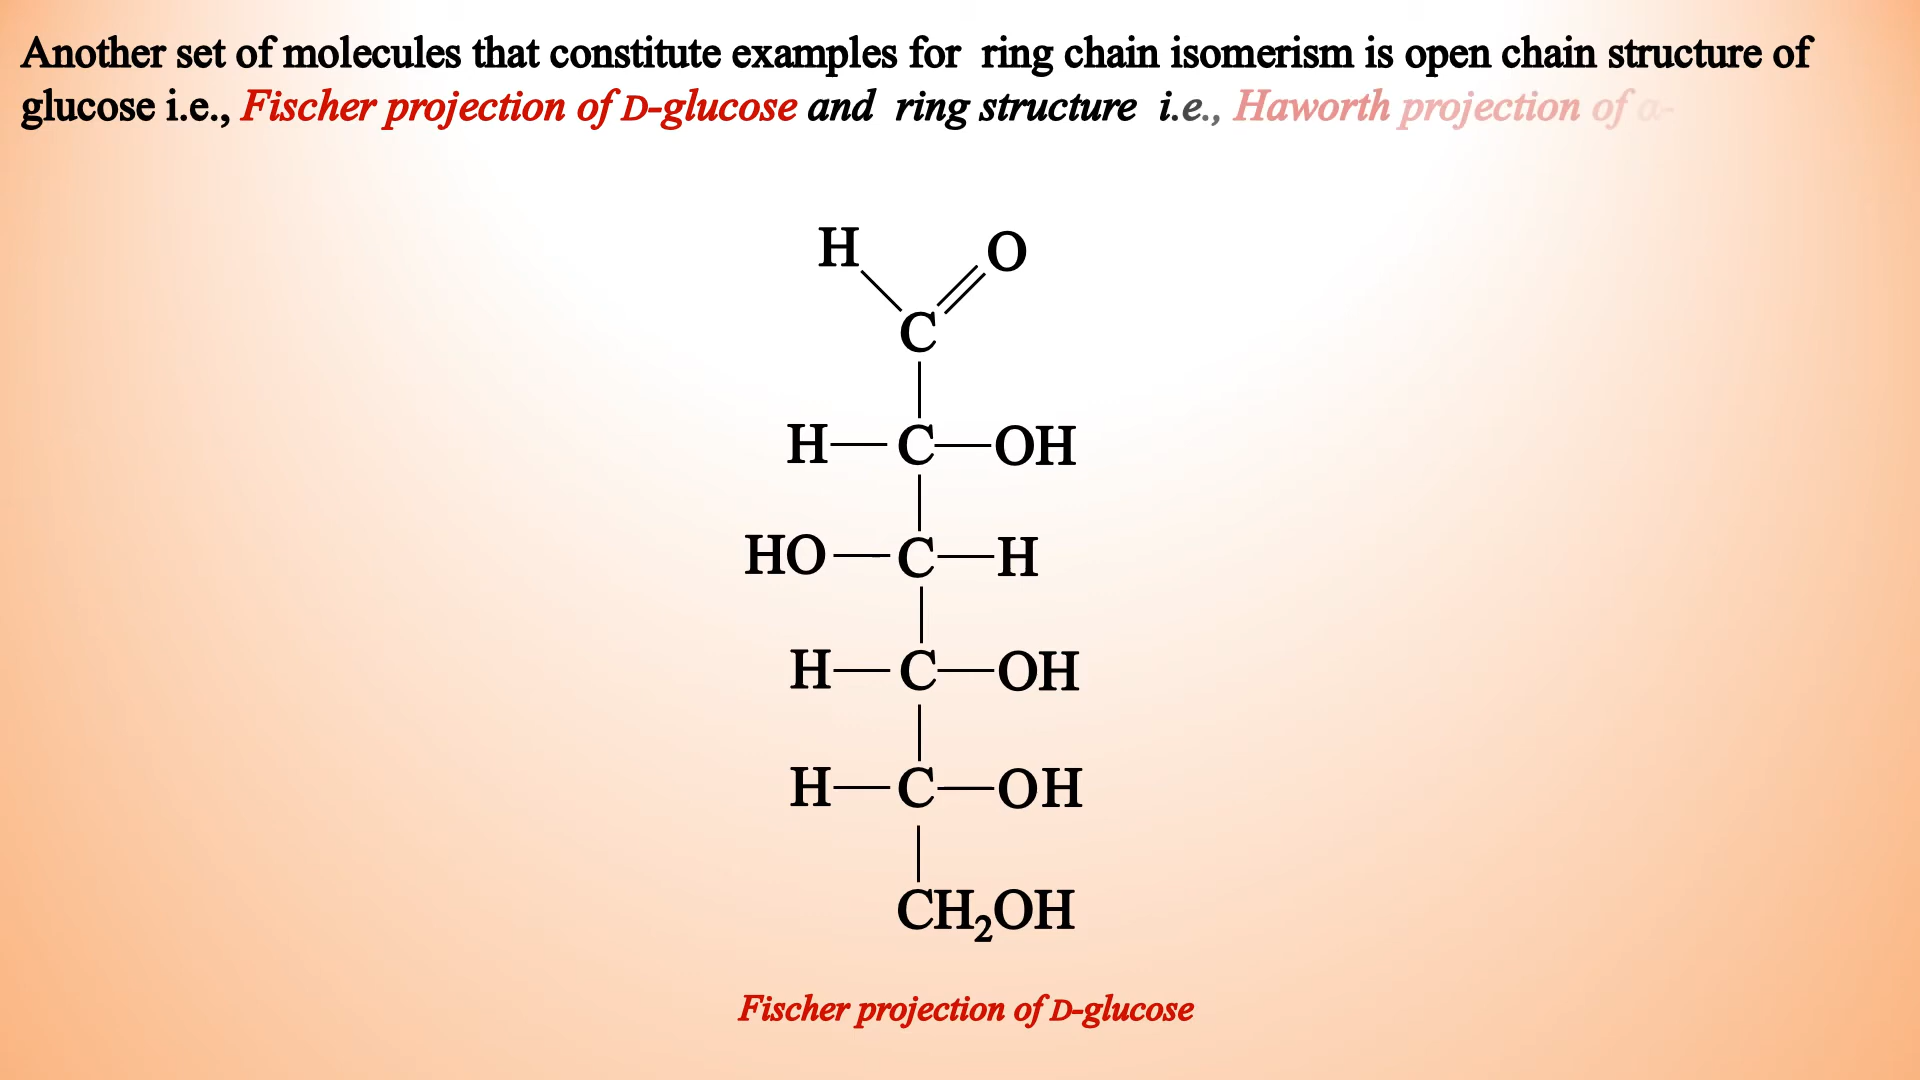 Another set of molecules that constitute examples for ring chain isomerism is open chain structure of
glucose i.e., Fischer projection of D-glucose and ring structure i.e., Haworth projection of α-
H O
C
H C OH
HO C H
H C OH
H C OH
CH₂OH
Fischer projection of D-glucose